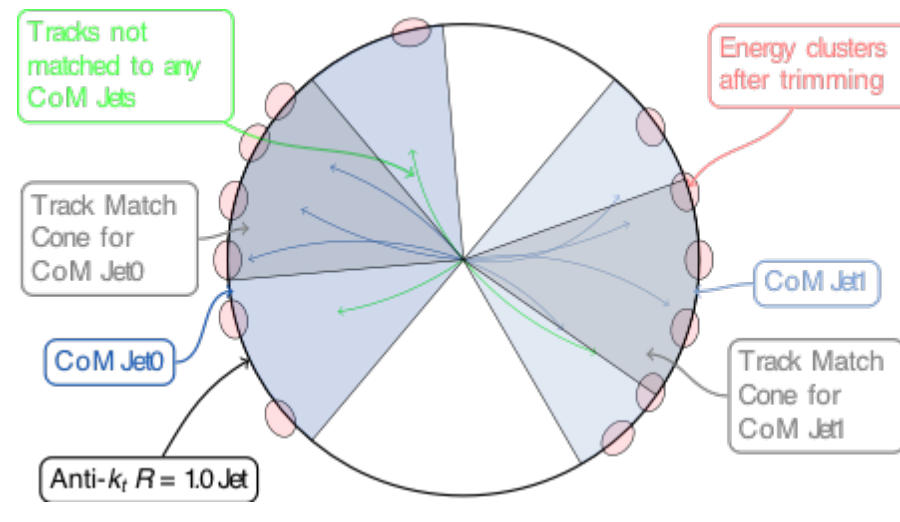 Tracks not
matched to any
CoM Jets
Energy clusters
after trimming
Track Match
Cone for
CoM Jet0
CoM Jet1
CoM Jet0
Track Match
Cone for
CoM Jet1
Anti-kₜ R = 1.0 Jet